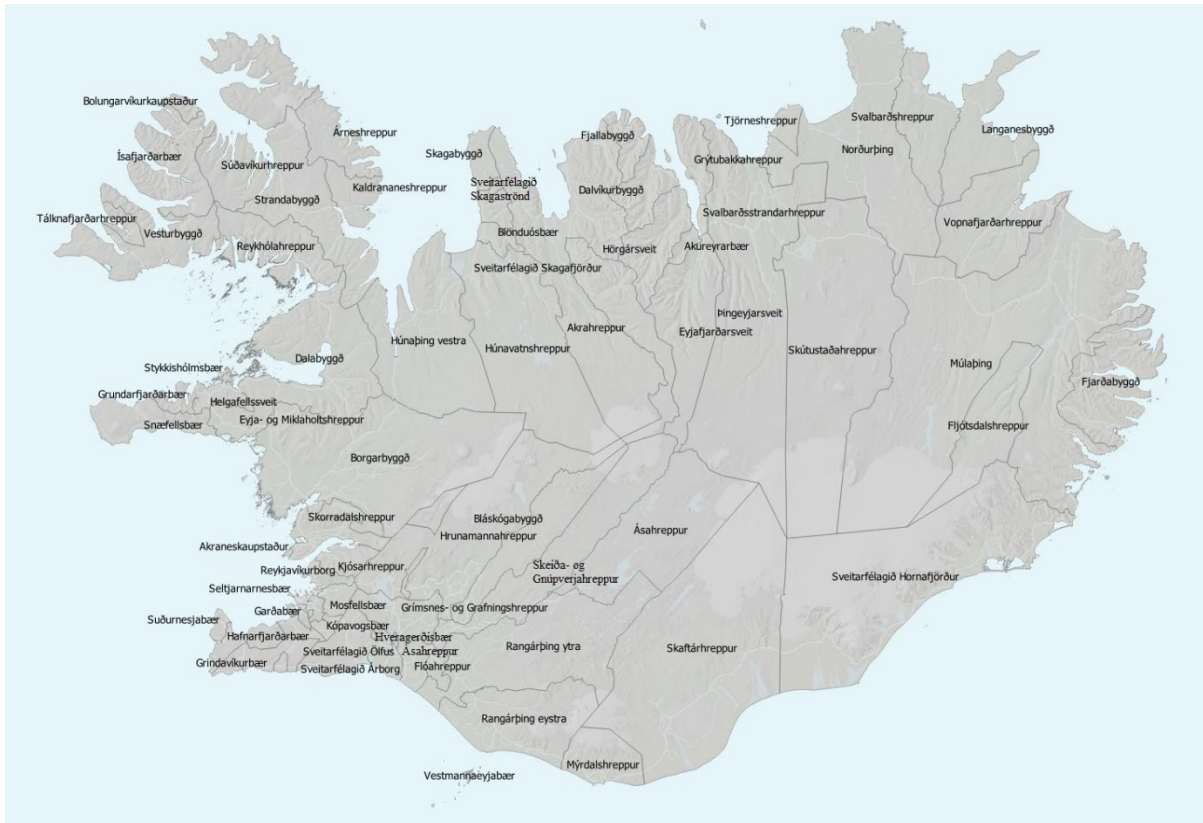 Bolungarvíkurkaupstaður
Árneshreppur
Ísafjarðarbær
Súðavíkurhreppur
Kaldrananeshreppur
Strandabyggð
Tálknafjarðarhreppur
Vesturbyggð
Reykhólahreppur
Skagabyggð
Sveitarfélagið
Skagaströnd
Blönduósbær
Sveitarfélagið Skagafjörður
Fjallabyggð
Dalvíkurbyggð
Hörgársveit
Tjörneshreppur
Grýtubakkahreppur
Svalbarðshreppur
Norðurþing
Langanesbyggð
Svalbarðsstrandarhreppur
Vopnafjarðarhreppur
Akureyrarbær
Þingeyjarsveit
Eyjafjarðarsveit
Akrahreppur
Húnaþing vestra
Húnavatnshreppur
Skútustaðahreppur
Múlaþing
Fjarðabyggð
Fljótsdalshreppur
Dalabyggð
Stykkishólmsbær
Grundarfjarðarbær
Helgafellssveit
Snæfellsbær
Eyja- og Miklaholtshreppur
Borgarbyggð
Skorradalshreppur
Bláskógabyggð
Hrunamannahreppur
Ásahreppur
Akraneskaupstaður
Reykjavíkurborg
Kjósarhreppur
Skeiða- og
Gnúpverjahreppur
Sveitarfélagið Hornafjörður
Seltjarnarnesbær
Mosfellsbær
Grímsnes- og Grafningshreppur
Garðabær
Suðurnesjabær
Kópavogsbær
Hafnarfjarðarbær
Hveragerðisbær
Ásahreppur
Sveitarfélagið Ölfus
Rangárþing ytra
Skaftárhreppur
Grindavíkurbær
Sveitarfélagið Árborg
Flóahreppur
Rangárþing eystra
Mýrdalshreppur
Vestmannaeyjabær